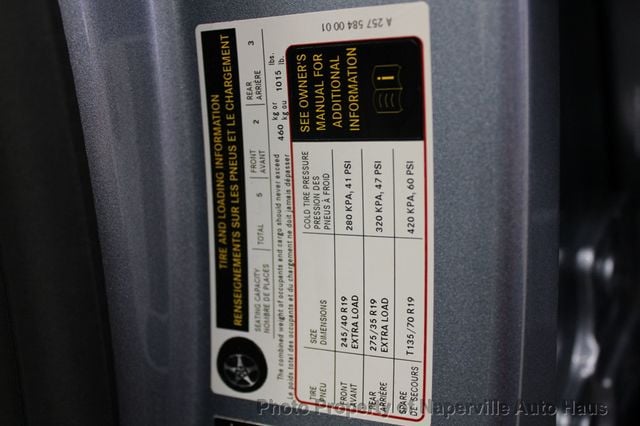 A 257 584 00 01
TIRE AND LOADING INFORMATION
RENSEIGNEMENTS SUR LES PNEUS ET LE CHARGEMENT
SEATING CAPACITY TOTAL 5 FRONT 2 REAR 3
NOMBRE DE PLACES AVANT ARRIÈRE
The combined weight of occupants and cargo should never exceed 460 kg or 1015 lbs.
Le poids total des occupants et du chargement ne doit jamais dépasser kg ou lb.
TIRE SIZE COLD TIRE PRESSURE
PNEU DIMENSIONS PRESSION DES
PNEUS À FROID
FRONT 245/40 R19 280 KPA, 41 PSI
AVANT EXTRA LOAD
REAR 275/35 R19 320 KPA, 47 PSI
ARRIÈRE EXTRA LOAD
SPARE T135/70 R19 420 KPA, 60 PSI
DE SECOURS
SEE OWNER'S
MANUAL FOR
ADDITIONAL
INFORMATION
i
Photo Property of Naperville Auto Haus